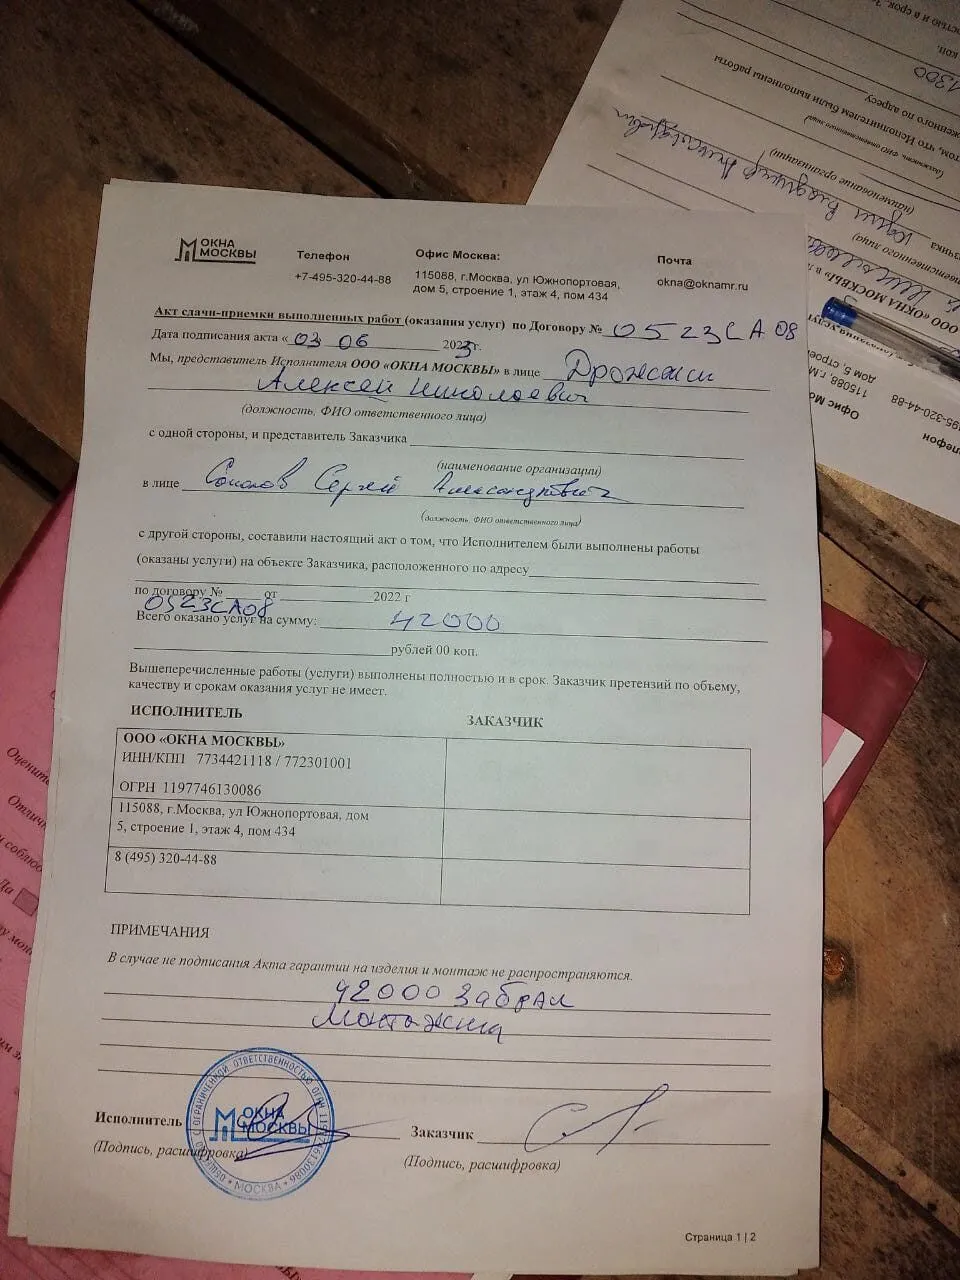 ОКНА МОСКВЫ
Телефон
+7-495-320-44-88
Офис Москва:
115088, г.Москва, ул Южнопортовая,
дом 5, строение 1, этаж 4, пом 434
Почта
okna@oknamr.ru
Акт сдачи-приемки выполненных работ (оказания услуг) по Договору № 0523СА08
Дата подписания акта « 03 06 2023г.
Мы, представитель Исполнителя ООО «ОКНА МОСКВЫ» в лице
Алексей Николаевич
(должность, ФИО ответственного лица)
с одной стороны, и представитель Заказчика
(наименование организации)
в лице Соколов Сергей Александрович
(должность, ФИО ответственного лица)
с другой стороны, составили настоящий акт о том, что Исполнителем были выполнены работы
(оказаны услуги) на объекте Заказчика, расположенного по адресу
по договору № от 2022 г
0523СА08
Всего оказано услуг на сумму: 42000
рублей 00 коп.
Вышеперечисленные работы (услуги) выполнены полностью и в срок. Заказчик претензий по объему,
качеству и срокам оказания услуг не имеет.
ИСПОЛНИТЕЛЬ
ЗАКАЗЧИК
ООО «ОКНА МОСКВЫ»
ИНН/КПП 7734421118 / 772301001
ОГРН 1197746130086
115088, г.Москва, ул Южнопортовая, дом
5, строение 1, этаж 4, пом 434
8 (495) 320-44-88
ПРИМЕЧАНИЯ
В случае не подписания Акта гарантии на изделия и монтаж не распространяются.
42000 забрал
монтажник
Исполнитель
Заказчик
(Подпись, расшифровка)
(Подпись, расшифровка)
ОКНА МОСКВЫ
• МОСКВА •
Страница 1 | 2